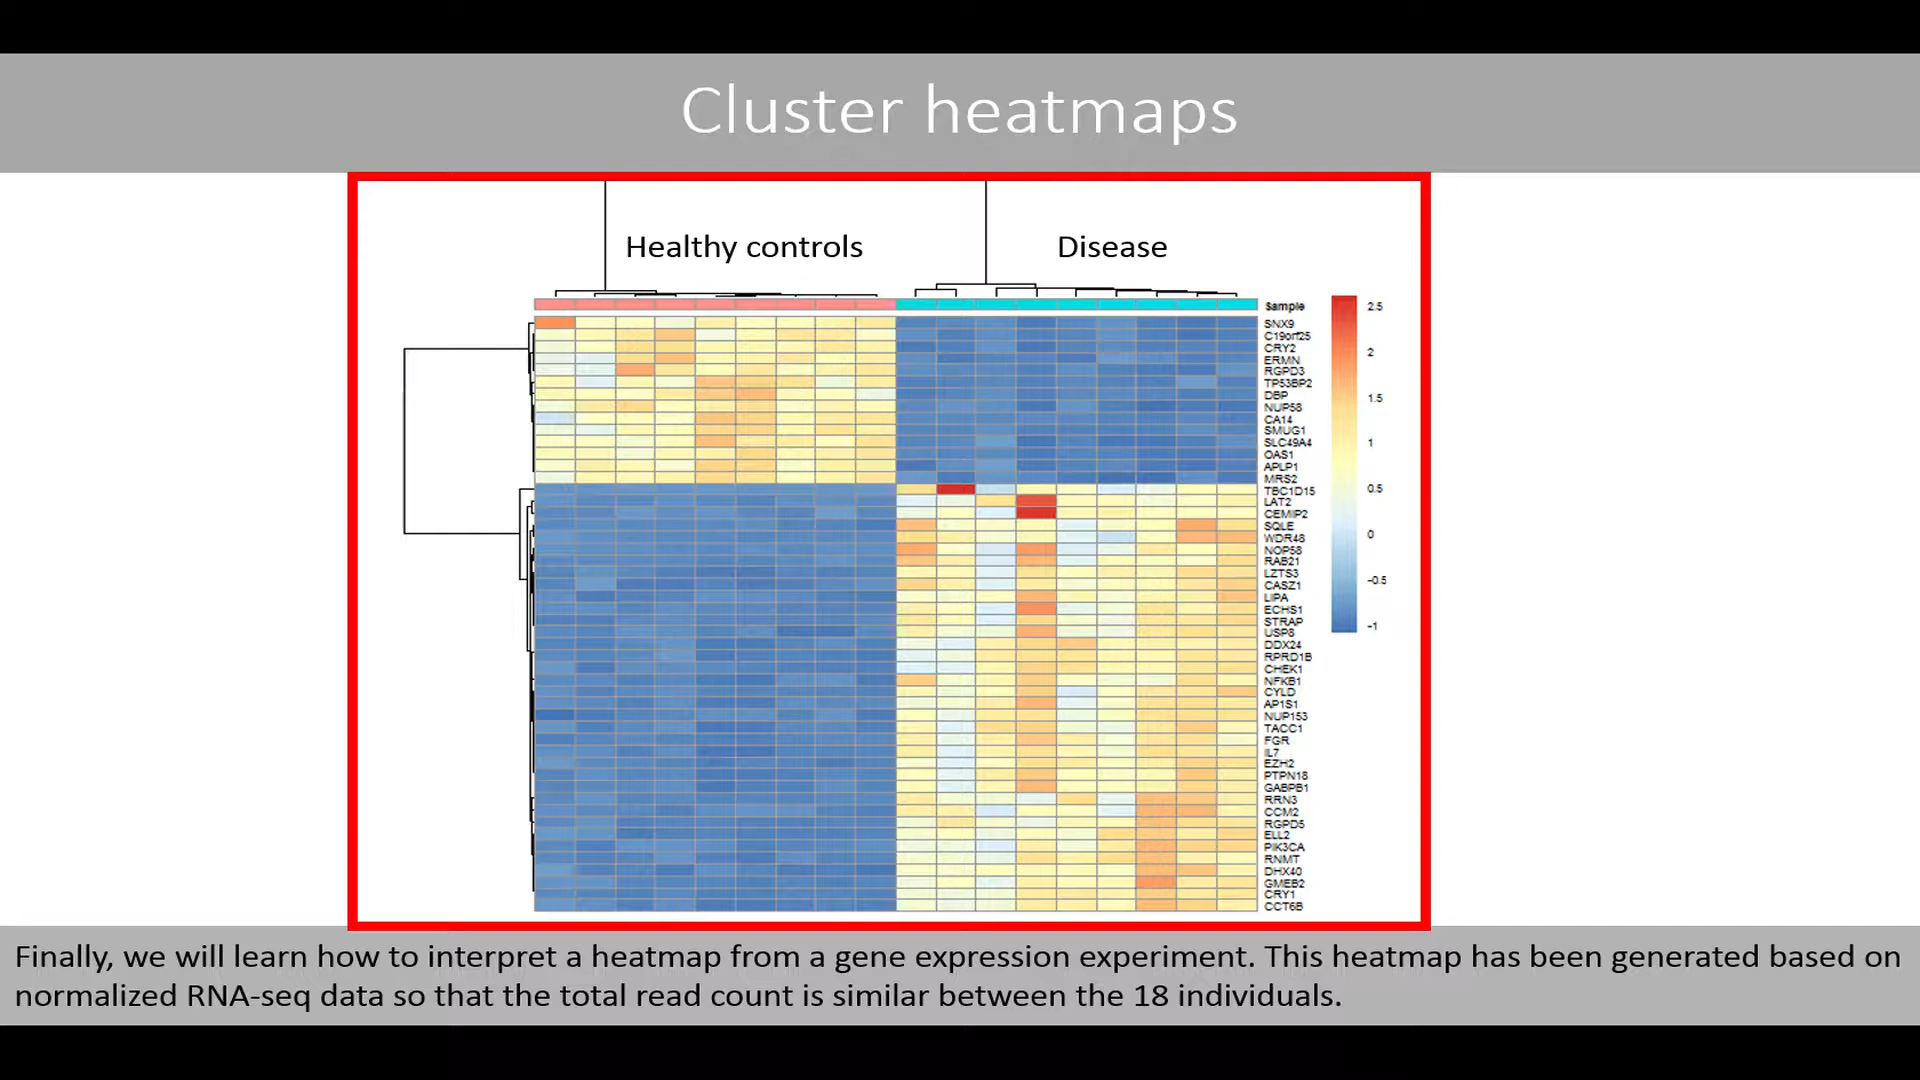 Cluster heatmaps
Healthy controls
Disease
Sample
SNX9
C19orf25
CRY2
ERMN
RGPD3
TP53BP2
DBP
NUP58
CA14
SMUG1
SLC49A4
OAS1
APLP1
MRS2
TBC1D15
LAT2
CEMIP2
SQLE
WDR48
NOP58
RAB21
LZTS3
CASZ1
LIPA
ECHS1
STRAP
USP8
DDX24
RPRD1B
CHEK1
NFKB1
CYLD
AP1S1
NUP153
TACC1
FGR
IL7
EZH2
PTPN18
GABPB1
RRN3
CCM2
RGPD5
ELL2
PIK3CA
RNMT
DHX40
GMEB2
CRY1
CCT6B
2.5
2
1.5
1
0.5
0
-0.5
-1
Finally, we will learn how to interpret a heatmap from a gene expression experiment. This heatmap has been generated based on
normalized RNA-seq data so that the total read count is similar between the 18 individuals.